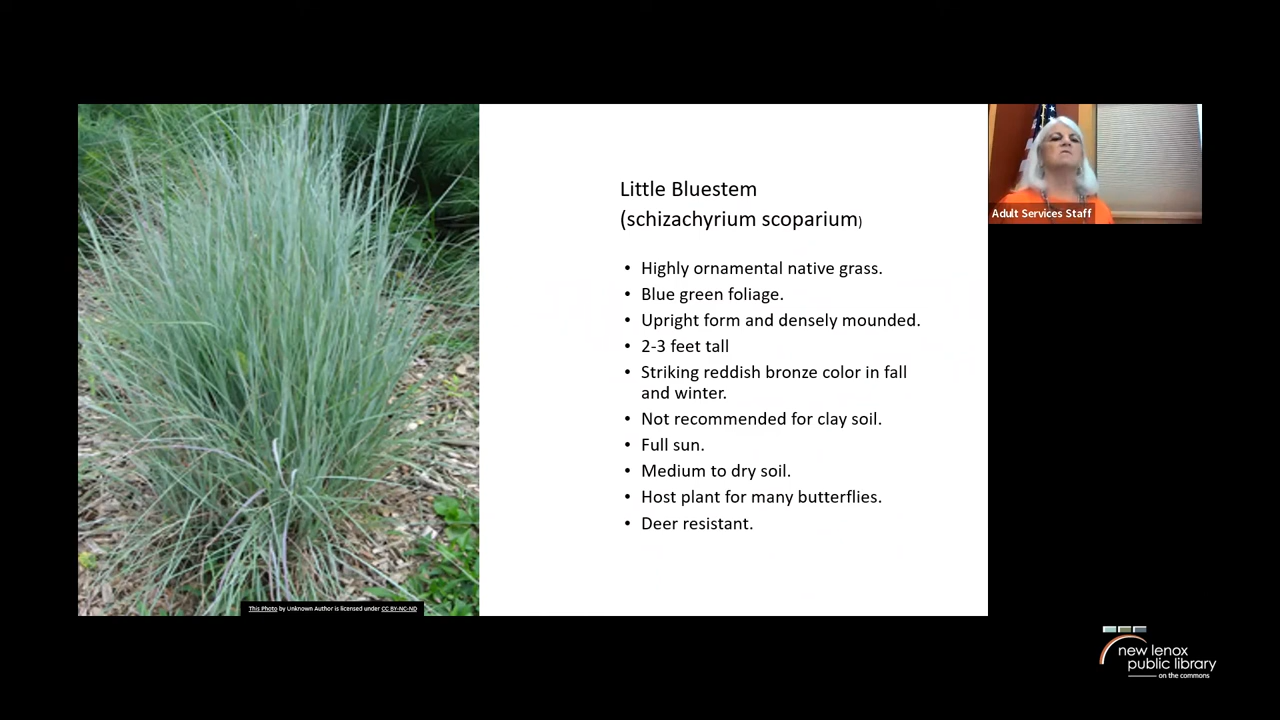 Little Bluestem
(schizachyrium scoparium)
• Highly ornamental native grass.
• Blue green foliage.
• Upright form and densely mounded.
• 2-3 feet tall
• Striking reddish bronze color in fall
and winter.
• Not recommended for clay soil.
• Full sun.
• Medium to dry soil.
• Host plant for many butterflies.
• Deer resistant.
This Photo by Unknown Author is licensed under CC BY-NC-ND
Adult Services Staff
new lenox
public library
on the commons